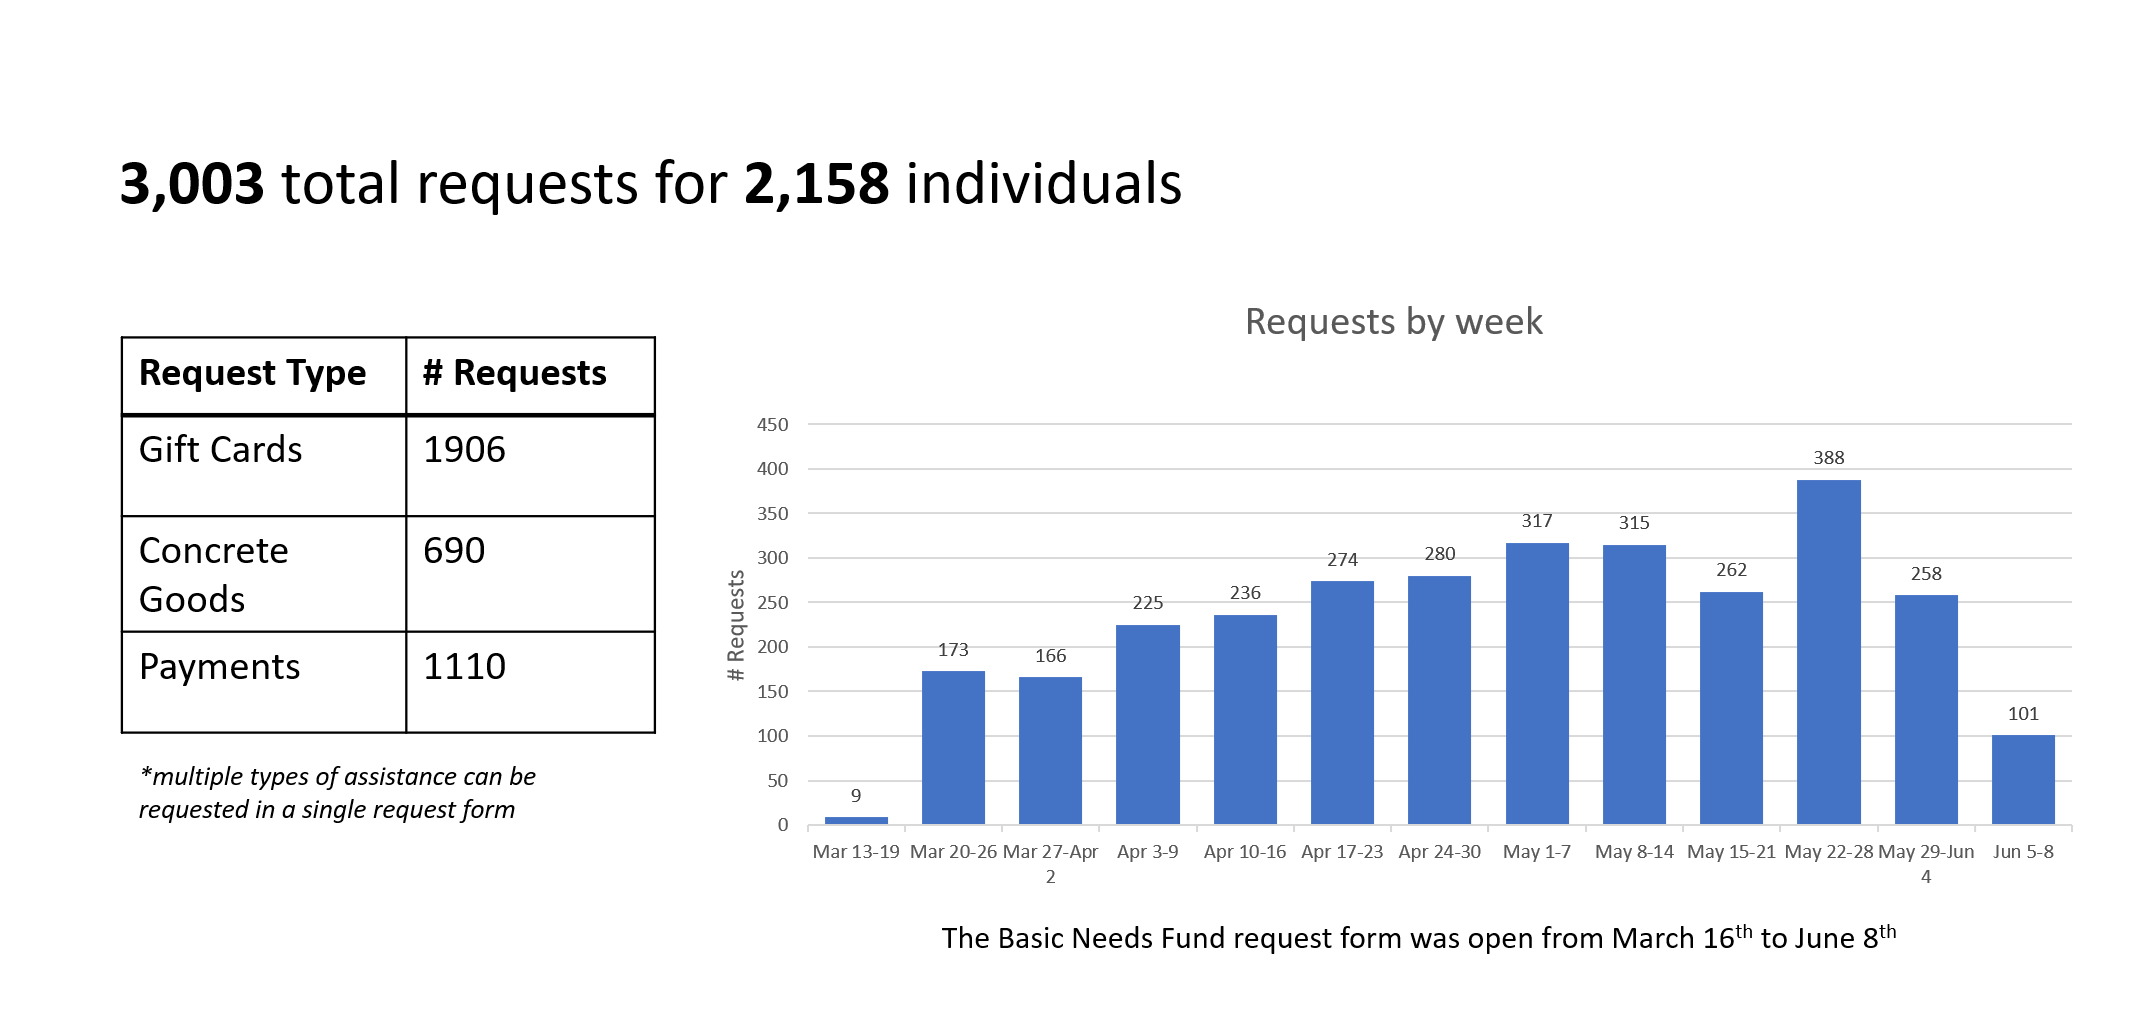 3,003 total requests for 2,158 individuals
Request Type # Requests
Gift Cards 1906
Concrete
Goods 690
Payments 1110
*multiple types of assistance can be
requested in a single request form
Requests by week
# Requests
450
400
350
300
250
200
150
100
50
0
9
173
166
225
236
274
280
317
315
262
388
258
101
Mar 13-19
Mar 20-26
Mar 27-Apr
2
Apr 3-9
Apr 10-16
Apr 17-23
Apr 24-30
May 1-7
May 8-14
May 15-21
May 22-28
May 29-Jun
4
Jun 5-8
The Basic Needs Fund request form was open from March 16th to June 8th